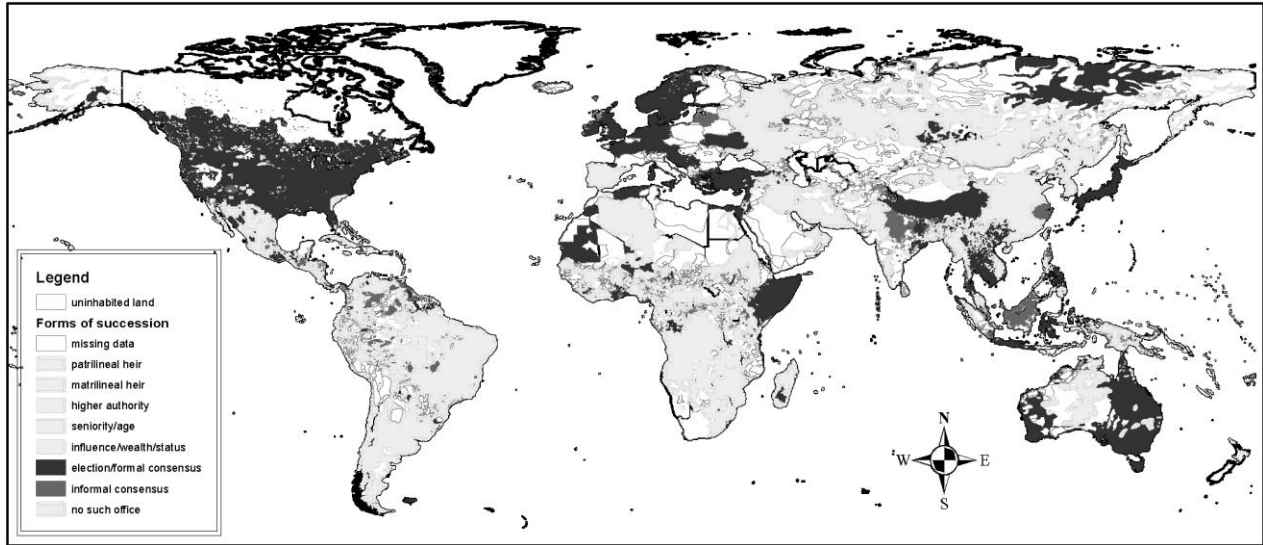 Legend
uninhabited land
Forms of succession
missing data
patrilineal heir
matrilineal heir
higher authority
seniority/age
influence/wealth/status
election/formal consensus
informal consensus
no such office
N
W
E
S